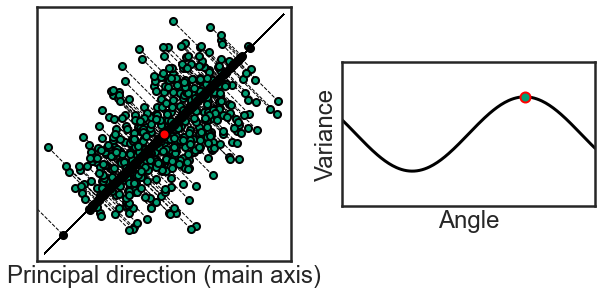 Principal direction (main axis)
Variance
Angle